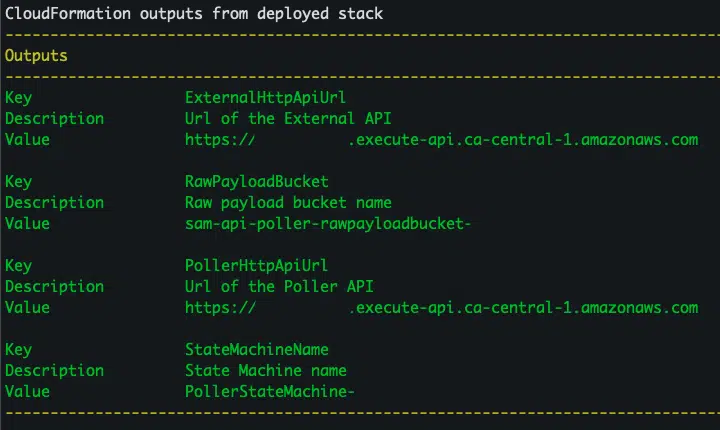 CloudFormation outputs from deployed stack
Outputs
Key ExternalHttpApiUrl
Description Url of the External API
Value https:// .execute-api.ca-central-1.amazonaws.com
Key RawPayloadBucket
Description Raw payload bucket name
Value sam-api-poller-rawpayloadbucket-
Key PollerHttpApiUrl
Description Url of the Poller API
Value https:// .execute-api.ca-central-1.amazonaws.com
Key StateMachineName
Description State Machine name
Value PollerStateMachine-